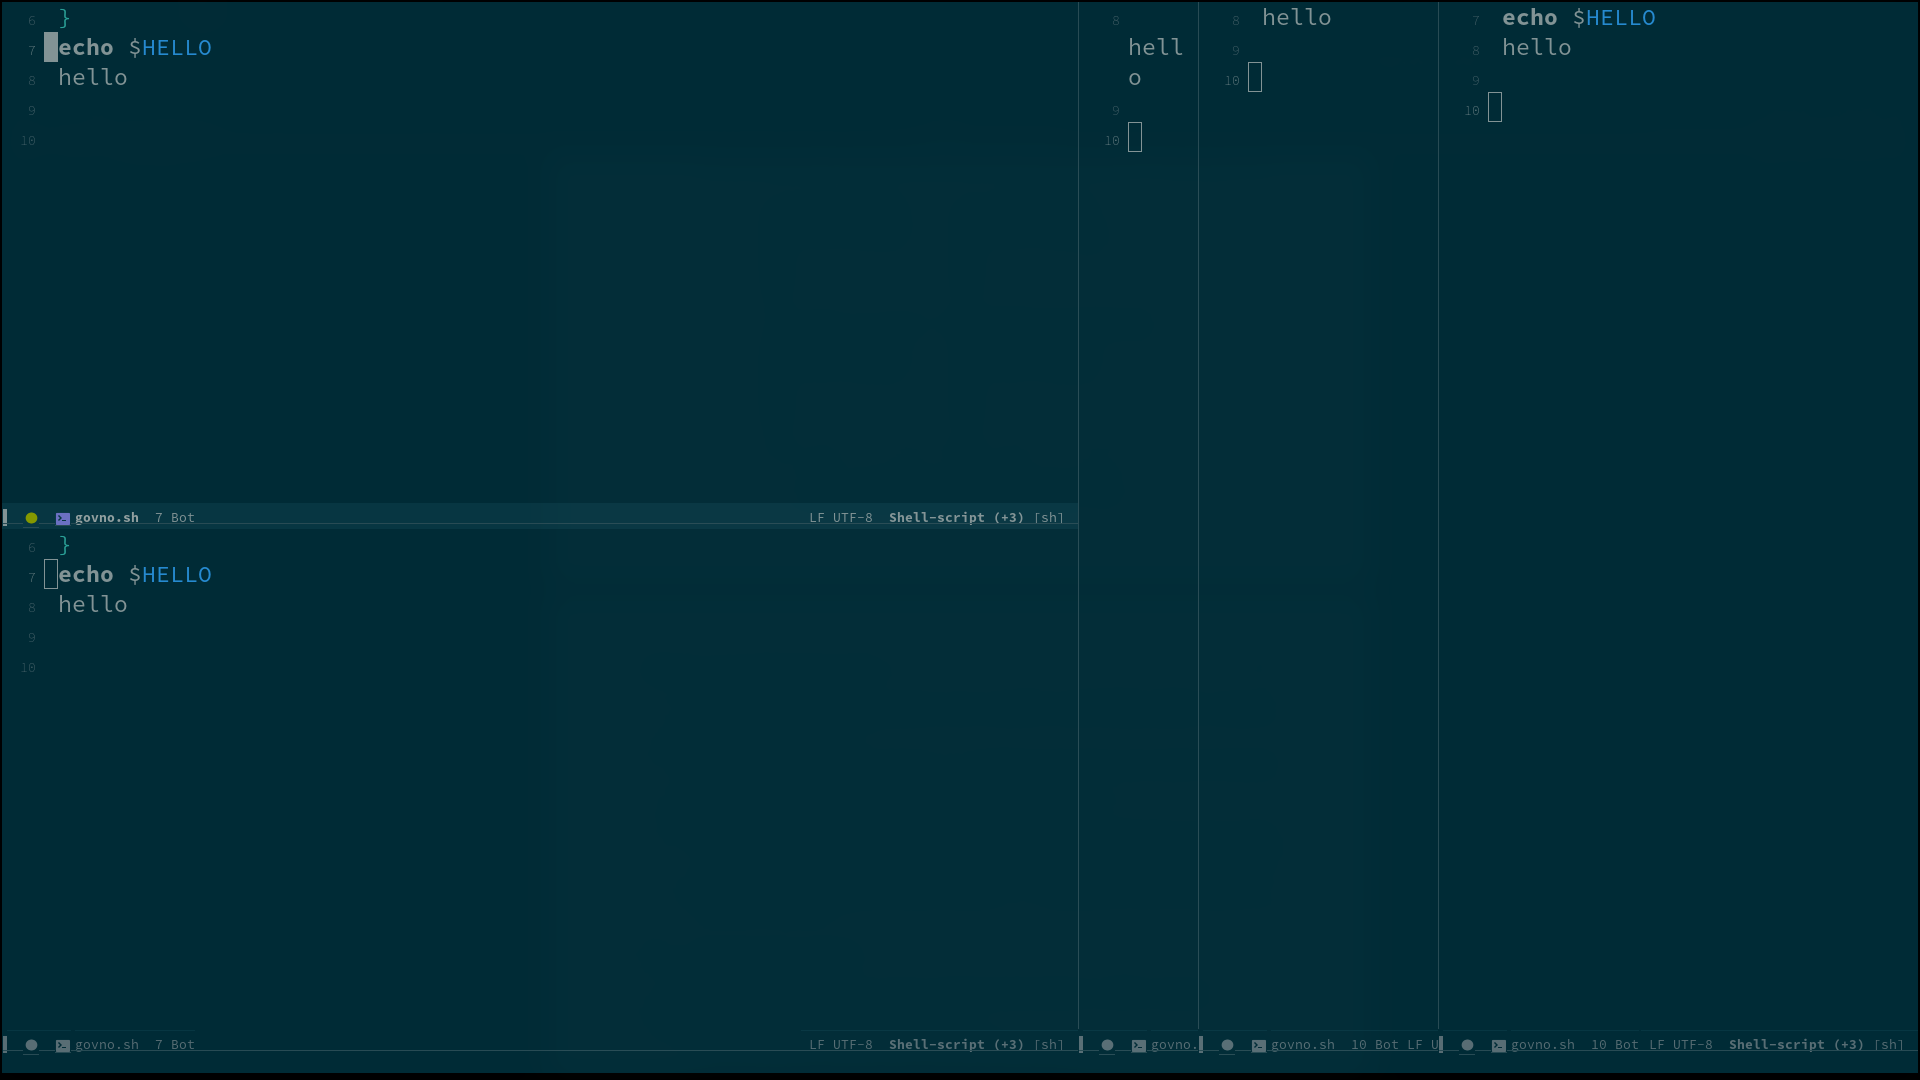 6 }
7 echo $HELLO
8 hello
9
10
govno.sh 7 Bot LF UTF-8 Shell-script (+3) [sh]
6 }
7 echo $HELLO
8 hello
9
10
govno.sh 7 Bot LF UTF-8 Shell-script (+3) [sh]
8
hell
o
9
10
govno.
8 hello
9
10
govno.sh 10 Bot LF U
7 echo $HELLO
8 hello
9
10
govno.sh 10 Bot LF UTF-8 Shell-script (+3) [sh]